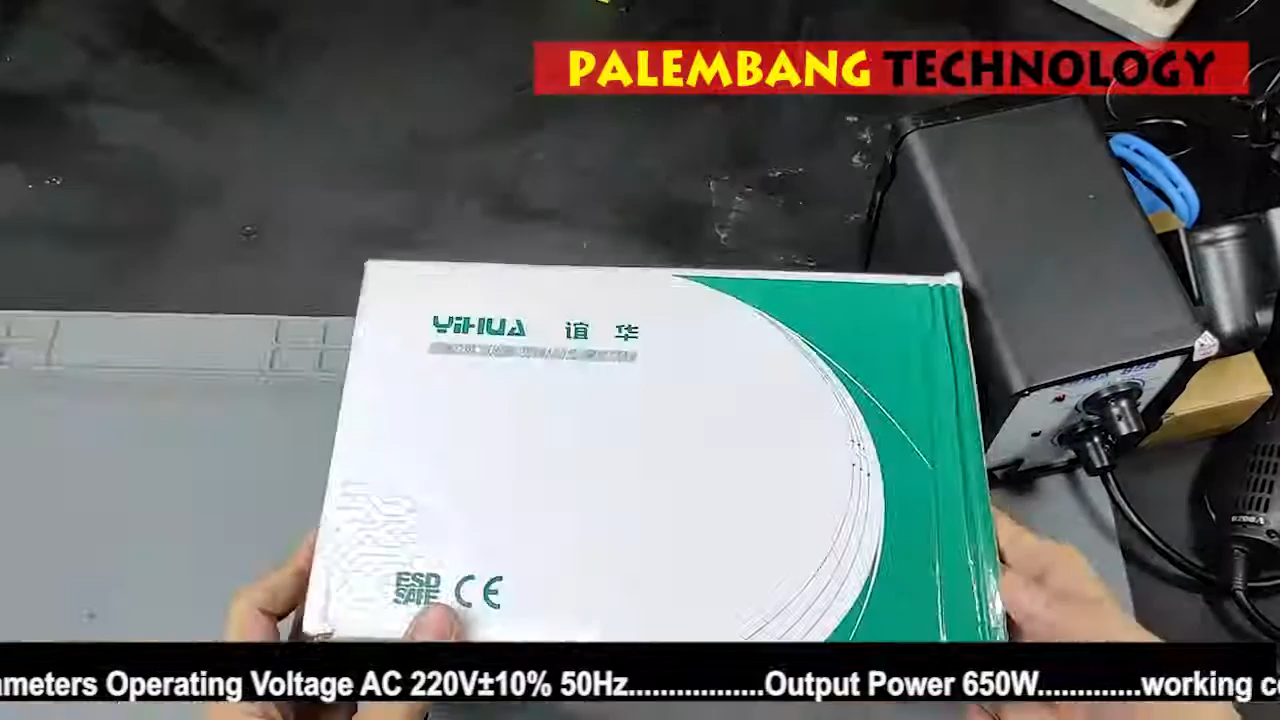 PALEMBANG TECHNOLOGY
YIHUA 谊 华
ESD
SAFE CE
ameters Operating Voltage AC 220V±10% 50Hz..................Output Power 650W.............working c